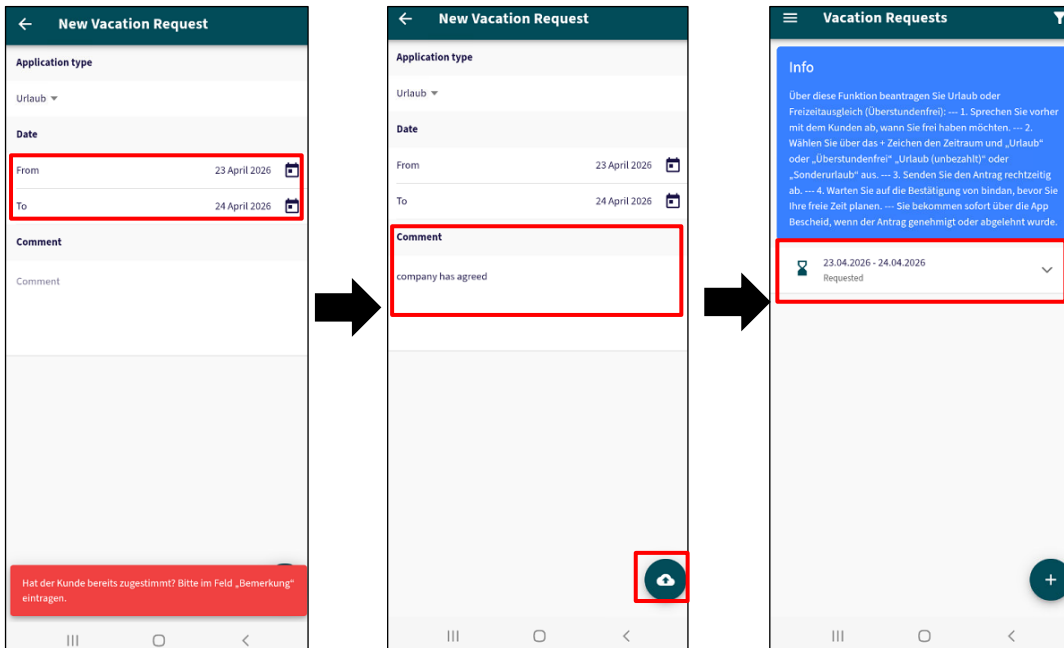 New Vacation Request
Application type
Urlaub
Date
From 23 April 2026
To 24 April 2026
Comment
Comment
Hat der Kunde bereits zugestimmt? Bitte im Feld „Bemerkung“
eintragen.
New Vacation Request
Application type
Urlaub
Date
From 23 April 2026
To 24 April 2026
Comment
company has agreed
Vacation Requests
Info
Über diese Funktion beantragen Sie Urlaub oder
Freizeitausgleich (Überstundenfrei): --- 1. Sprechen Sie vorher
mit dem Kunden ab, wann Sie frei haben möchten. --- 2.
Wählen Sie über das + Zeichen den Zeitraum und „Urlaub“
oder „Überstundenfrei“ „Urlaub (unbezahlt)“ oder
„Sonderurlaub“ aus. --- 3. Senden Sie den Antrag rechtzeitig
ab. --- 4. Warten Sie auf die Bestätigung von bindan, bevor Sie
Ihre freie Zeit planen. --- Sie bekommen sofort über die App
Bescheid, wenn der Antrag genehmigt oder abgelehnt wurde.
23.04.2026 - 24.04.2026
Requested